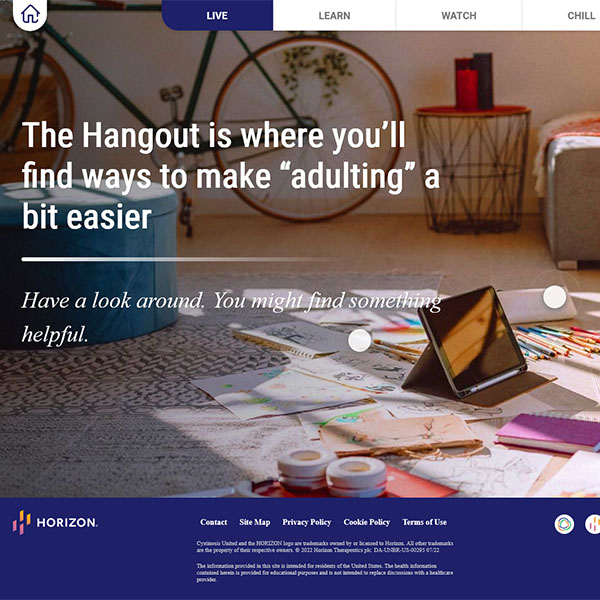 LIVE
LEARN
WATCH
CHILL
The Hangout is where you’ll
find ways to make “adulting” a
bit easier
Have a look around. You might find something
helpful.
HORIZON
Contact
Site Map
Privacy Policy
Cookie Policy
Terms of Use
Cystinosis United and the HORIZON logo are trademarks owned by or licensed to Horizon. All other trademarks
are the property of their respective owners. © 2022 Horizon Therapeutics plc DA-UNBR-US-00295 07/22
The information provided in this site is intended for residents of the United States. The health information
contained herein is provided for educational purposes and is not intended to replace discussions with a healthcare
provider.